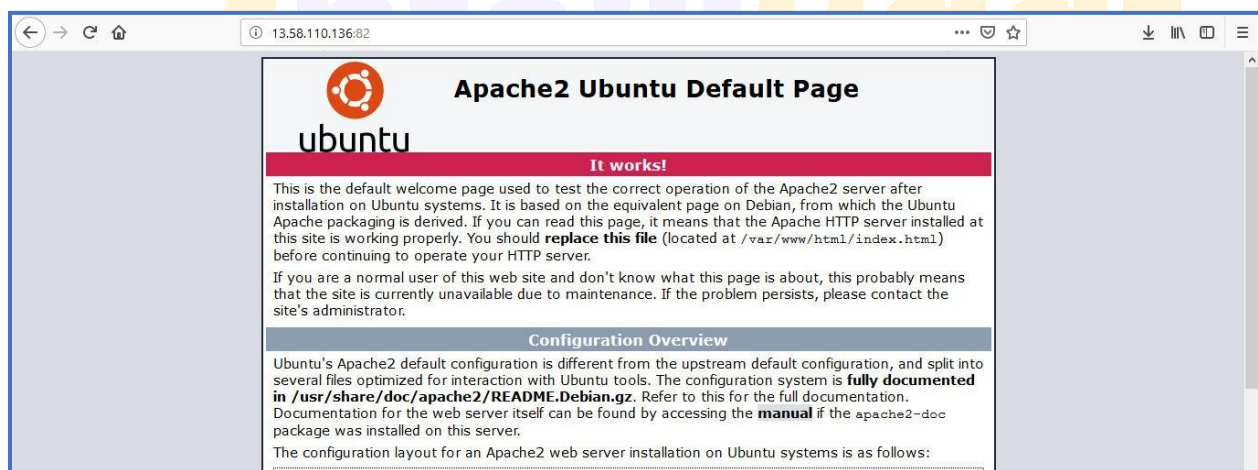 13.58.110.136:82
Apache2 Ubuntu Default Page
ubuntu
It works!
This is the default welcome page used to test the correct operation of the Apache2 server after
installation on Ubuntu systems. It is based on the equivalent page on Debian, from which the Ubuntu
Apache packaging is derived. If you can read this page, it means that the Apache HTTP server installed at
this site is working properly. You should replace this file (located at /var/www/html/index.html)
before continuing to operate your HTTP server.
If you are a normal user of this web site and don't know what this page is about, this probably means
that the site is currently unavailable due to maintenance. If the problem persists, please contact the
site's administrator.
Configuration Overview
Ubuntu's Apache2 default configuration is different from the upstream default configuration, and split into
several files optimized for interaction with Ubuntu tools. The configuration system is fully documented
in /usr/share/doc/apache2/README.Debian.gz. Refer to this for the full documentation.
Documentation for the web server itself can be found by accessing the manual if the apache2-doc
package was installed on this server.
The configuration layout for an Apache2 web server installation on Ubuntu systems is as follows: